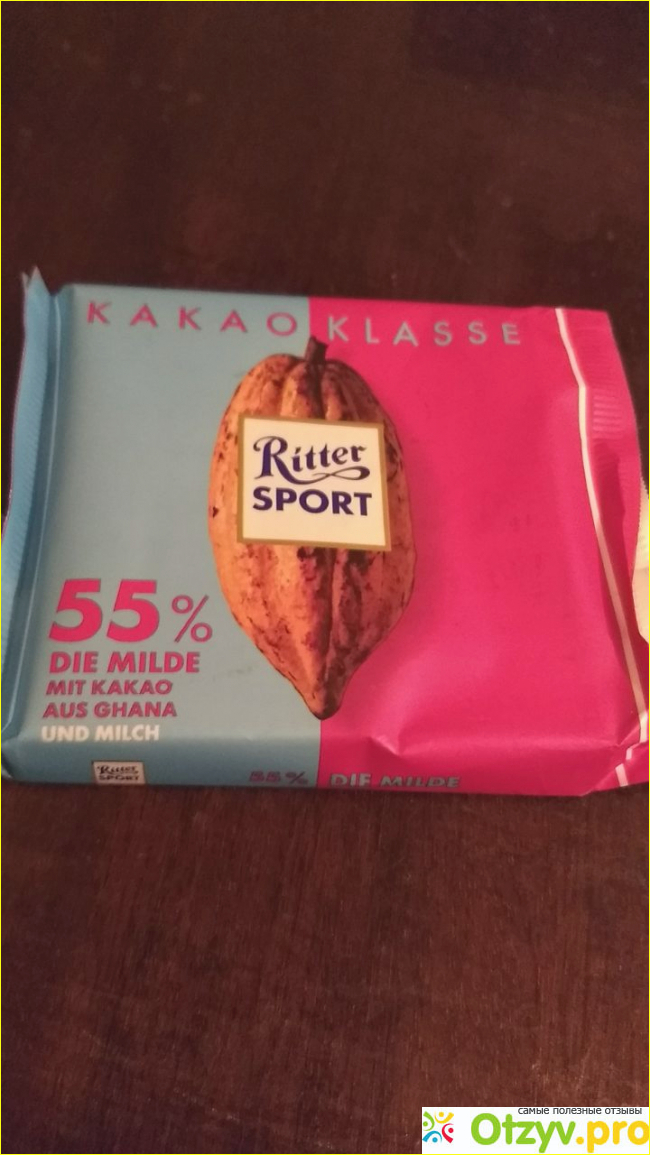 KAKAO KLASSE
Ritter
SPORT
55%
DIE MILDE
MIT KAKAO
AUS GHANA
UND MILCH
Ritter
SPORT
55% DIE MILDE
самые полезные отзывы
Otzyv.pro